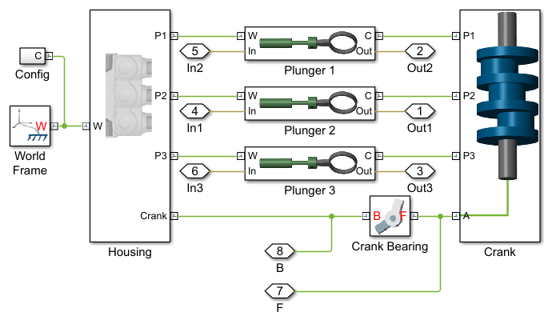 P1 W C P1
5 In Out 2
In2 Out2
Plunger 1
C
Config
P2 W C P2
4 In Out 1
In1 Out1
Plunger 2
W
W
World
Frame
P3 W C P3
6 In Out 3
In3 Out3
Plunger 3
Crank B F A
Housing
Crank Bearing
Crank
8
B
7
F